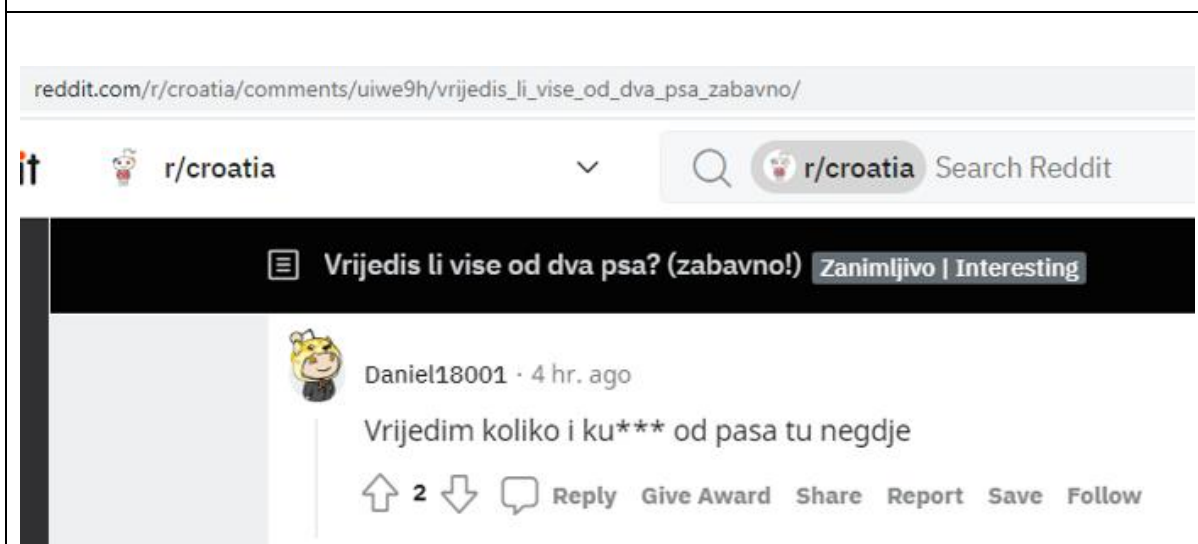 reddit.com/r/croatia/comments/uiwe9h/vrijedis_li_vise_od_dva_psa_zabavno/
it r/croatia r/croatia Search Reddit
Vrijedis li vise od dva psa? (zabavno!) Zanimljivo | Interesting
Daniel18001 · 4 hr. ago
Vrijedim koliko i ku*** od pasa tu negdje
2 Reply Give Award Share Report Save Follow